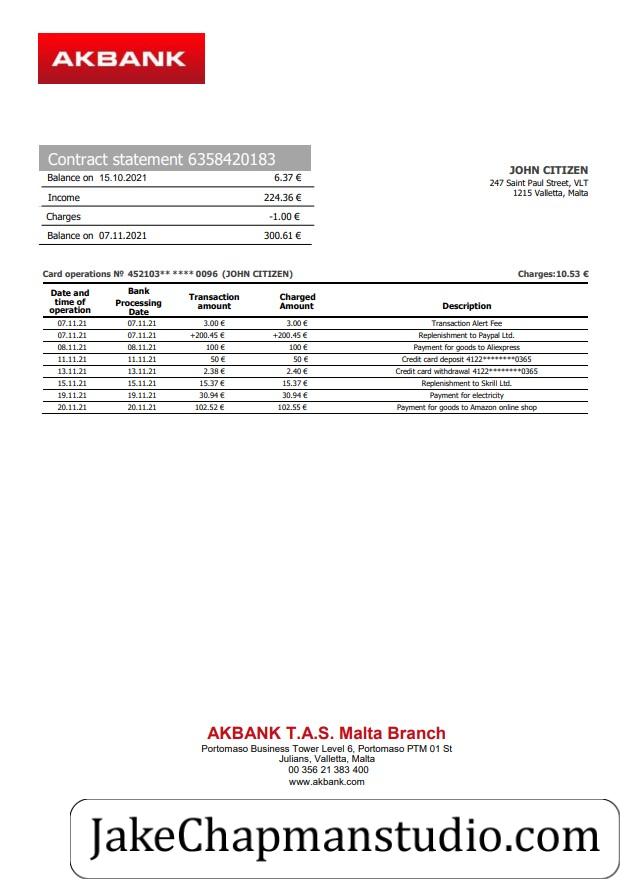 AKBANK
Contract statement 6358420183
Balance on 15.10.2021 6.37 €
Income 224.36 €
Charges -1.00 €
Balance on 07.11.2021 300.61 €
JOHN CITIZEN
247 Saint Paul Street, VLT
1215 Valletta, Malta
Card operations № 452103** **** 0096 (JOHN CITIZEN) Charges:10.53 €
Date and time of operation Bank Processing Date Transaction amount Charged Amount Description
07.11.21 07.11.21 3.00 € 3.00 € Transaction Alert Fee
07.11.21 07.11.21 +200.45 € +200.45 € Replenishment to Paypal Ltd.
08.11.21 08.11.21 100 € 100 € Payment for goods to Aliexpress
11.11.21 11.11.21 50 € 50 € Credit card deposit 4122********0365
13.11.21 13.11.21 2.38 € 2.40 € Credit card withdrawal 4122********0365
15.11.21 15.11.21 15.37 € 15.37 € Replenishment to Skrill Ltd.
19.11.21 19.11.21 30.94 € 30.94 € Payment for electricity
20.11.21 20.11.21 102.52 € 102.55 € Payment for goods to Amazon online shop
AKBANK T.A.S. Malta Branch
Portomaso Business Tower Level 6, Portomaso PTM 01 St
Julians, Valletta, Malta
00 356 21 383 400
www.akbank.com
JakeChapmanstudio.com